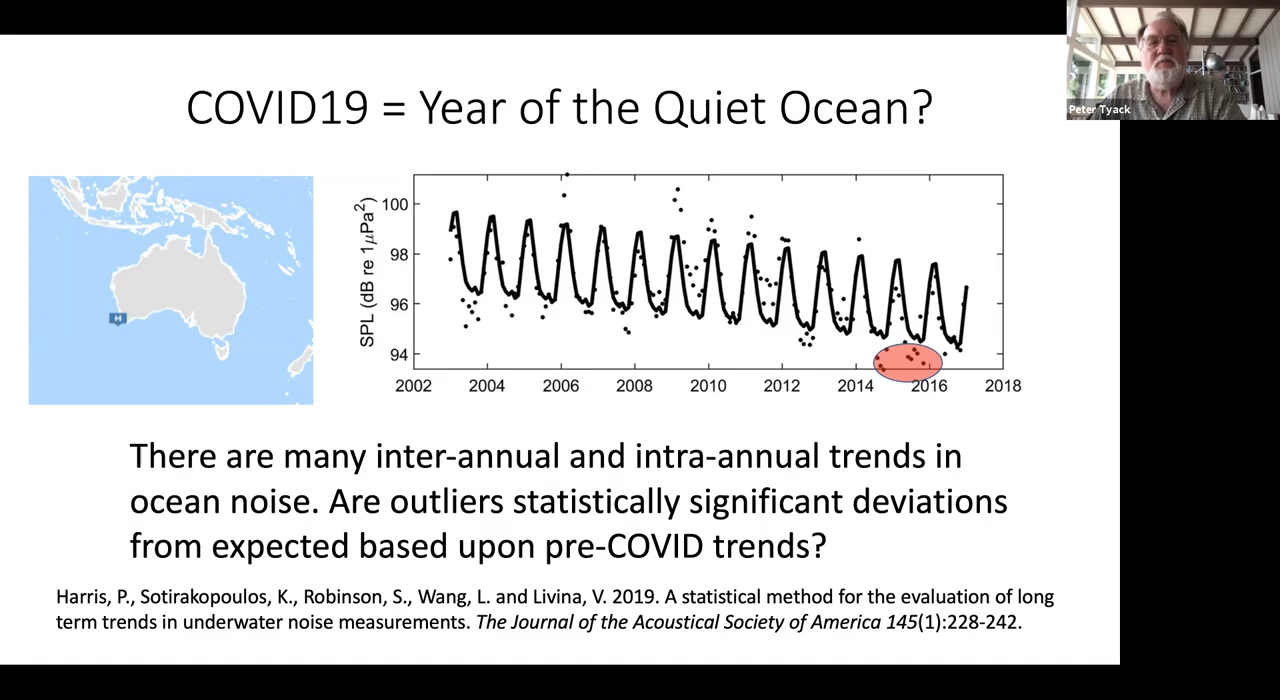 COVID19 = Year of the Quiet Ocean?
Peter Tyack
H
SPL (dB re 1μPa²)
100
98
96
94
2002 2004 2006 2008 2010 2012 2014 2016 2018
There are many inter-annual and intra-annual trends in
ocean noise. Are outliers statistically significant deviations
from expected based upon pre-COVID trends?
Harris, P., Sotirakopoulos, K., Robinson, S., Wang, L. and Livina, V. 2019. A statistical method for the evaluation of long
term trends in underwater noise measurements. The Journal of the Acoustical Society of America 145(1):228-242.